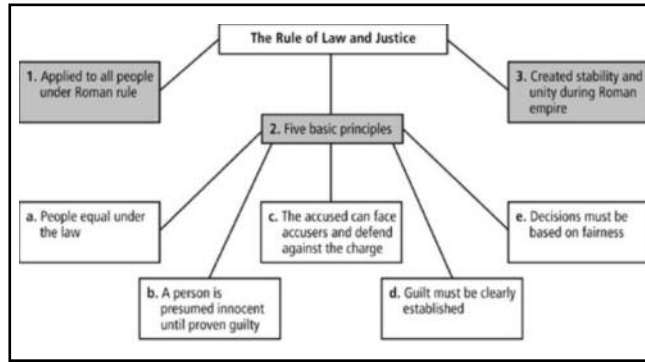 The Rule of Law and Justice
1. Applied to all people
under Roman rule
3. Created stability and
unity during Roman
empire
2. Five basic principles
a. People equal under
the law
c. The accused can face
accusers and defend
against the charge
e. Decisions must be
based on fairness
b. A person is
presumed innocent
until proven guilty
d. Guilt must be clearly
established